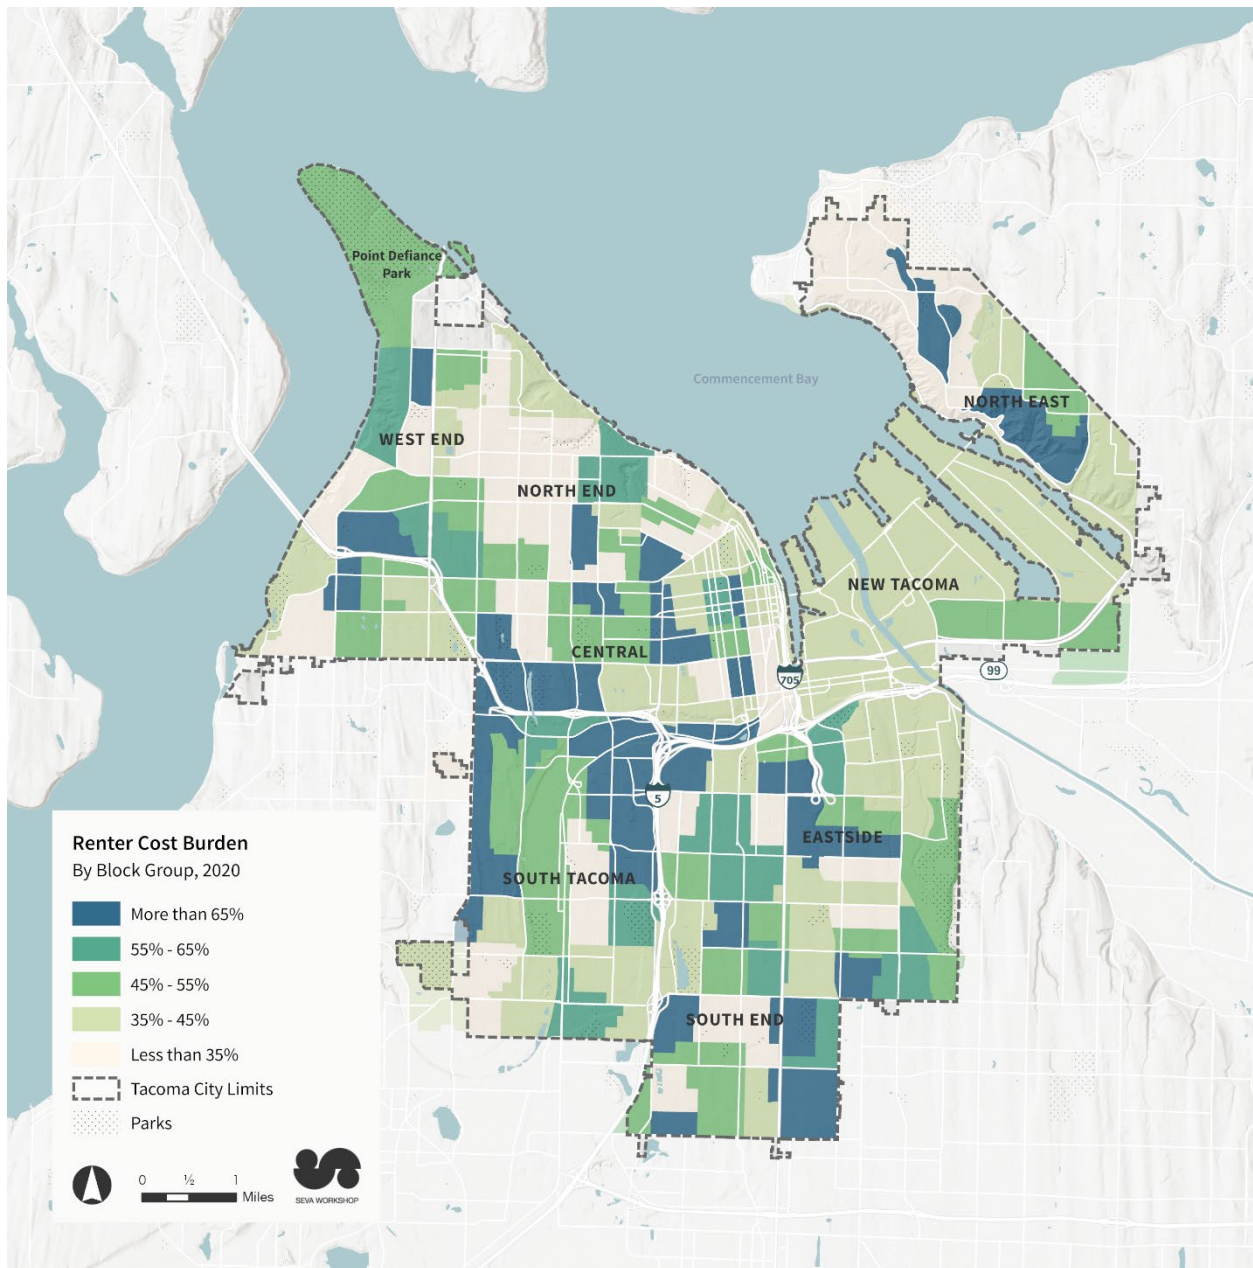 Point Defiance
Park
Commencement Bay
NORTH EAST
WEST END
NORTH END
NEW TACOMA
CENTRAL
705
99
5
EASTSIDE
SOUTH TACOMA
SOUTH END
Renter Cost Burden
By Block Group, 2020
More than 65%
55% - 65%
45% - 55%
35% - 45%
Less than 35%
Tacoma City Limits
Parks
0 ½ 1
Miles
SEVA WORKSHOP